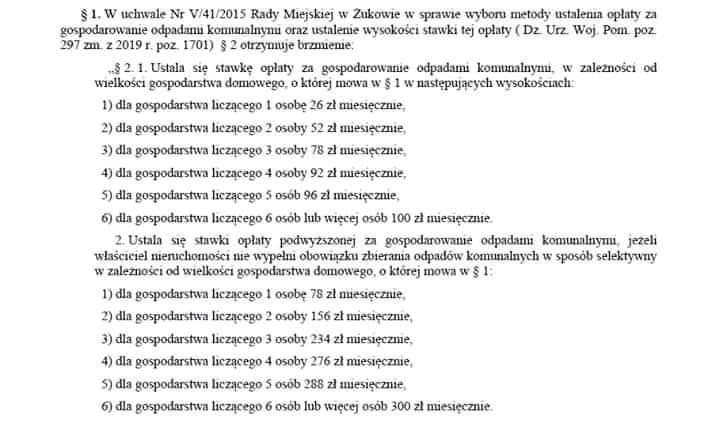 § 1. W uchwale Nr V/41/2015 Rady Miejskiej w Żukowie w sprawie wyboru metody ustalenia opłaty za
gospodarowanie odpadami komunalnymi oraz ustalenie wysokości stawki tej opłaty ( Dz. Urz. Woj. Pom. poz.
297 zm. z 2019 r. poz. 1701) § 2 otrzymuje brzmienie:
„§ 2. 1. Ustala się stawkę opłaty za gospodarowanie odpadami komunalnymi, w zależności od
wielkości gospodarstwa domowego, o której mowa w § 1 w następujących wysokościach:
1) dla gospodarstwa liczącego 1 osobę 26 zł miesięcznie,
2) dla gospodarstwa liczącego 2 osoby 52 zł miesięcznie,
3) dla gospodarstwa liczącego 3 osoby 78 zł miesięcznie,
4) dla gospodarstwa liczącego 4 osoby 92 zł miesięcznie,
5) dla gospodarstwa liczącego 5 osób 96 zł miesięcznie,
6) dla gospodarstwa liczącego 6 osób lub więcej osób 100 zł miesięcznie.
2. Ustala się stawki opłaty podwyższonej za gospodarowanie odpadami komunalnymi, jeżeli
właściciel nieruchomości nie wypełni obowiązku zbierania odpadów komunalnych w sposób selektywny
w zależności od wielkości gospodarstwa domowego, o której mowa w § 1:
1) dla gospodarstwa liczącego 1 osobę 78 zł miesięcznie,
2) dla gospodarstwa liczącego 2 osoby 156 zł miesięcznie,
3) dla gospodarstwa liczącego 3 osoby 234 zł miesięcznie,
4) dla gospodarstwa liczącego 4 osoby 276 zł miesięcznie,
5) dla gospodarstwa liczącego 5 osób 288 zł miesięcznie,
6) dla gospodarstwa liczącego 6 osób lub więcej osób 300 zł miesięcznie.